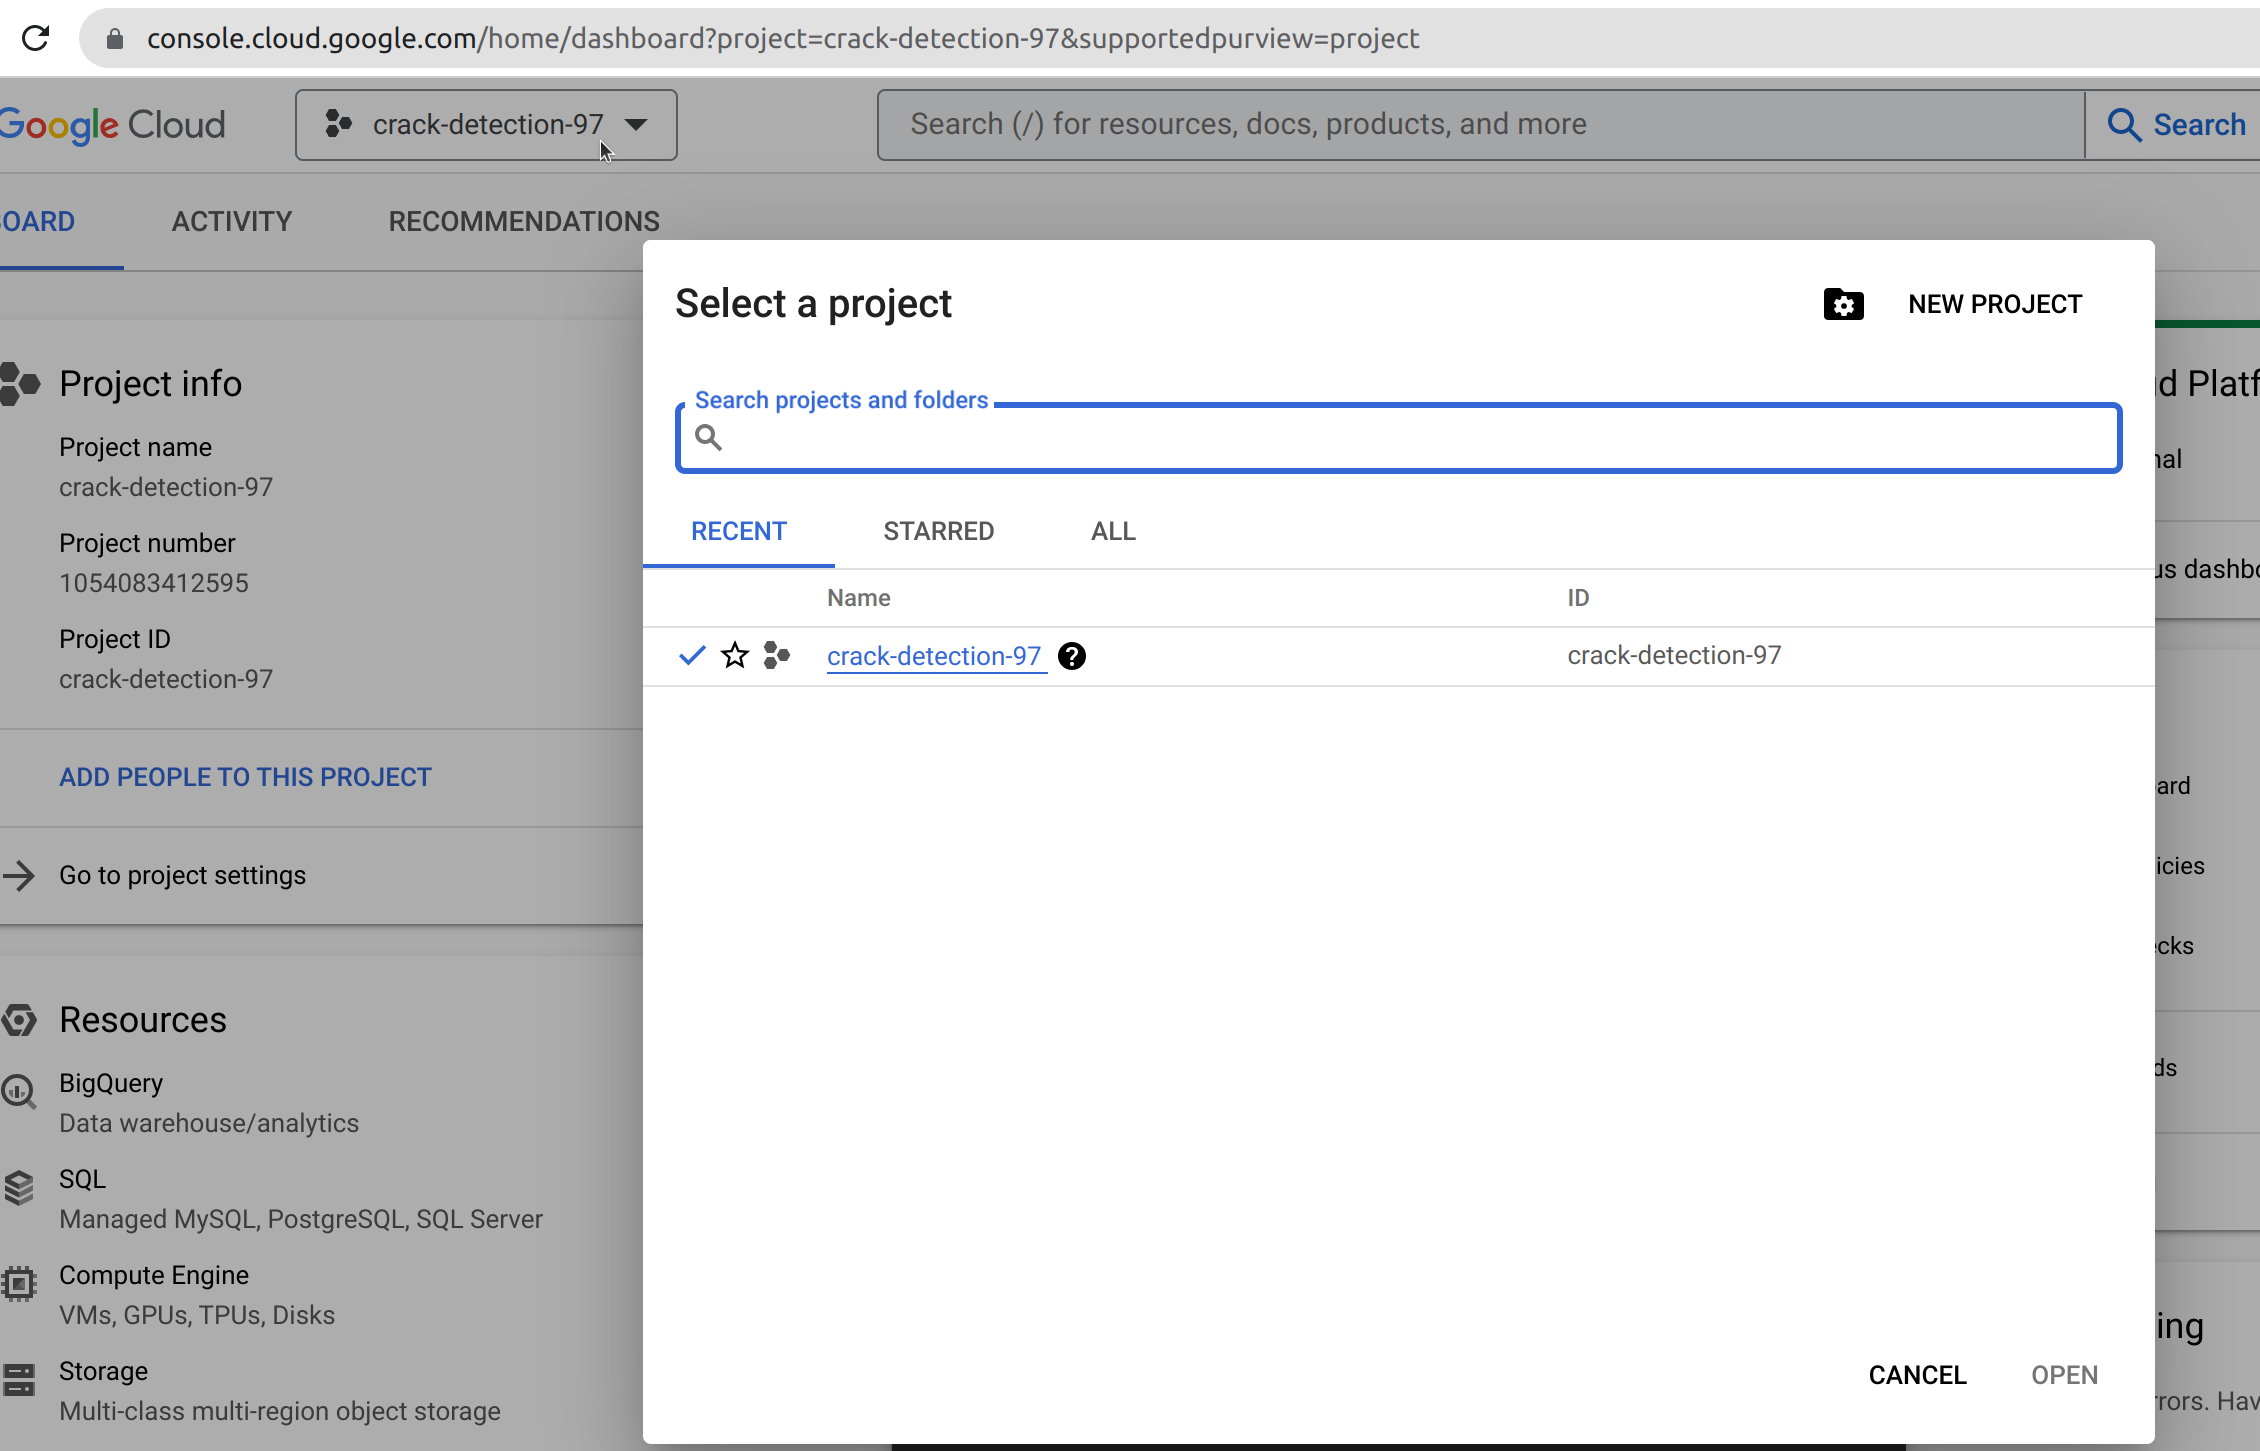 console.cloud.google.com/home/dashboard?project=crack-detection-97&supportedpurview=project
Google Cloud
crack-detection-97
Search (/) for resources, docs, products, and more
Search
OARD
ACTIVITY
RECOMMENDATIONS
Select a project
NEW PROJECT
Search projects and folders
RECENT
STARRED
ALL
Name
ID
crack-detection-97
crack-detection-97
CANCEL
OPEN
Project info
Project name
crack-detection-97
Project number
1054083412595
Project ID
crack-detection-97
ADD PEOPLE TO THIS PROJECT
Go to project settings
Resources
BigQuery
Data warehouse/analytics
SQL
Managed MySQL, PostgreSQL, SQL Server
Compute Engine
VMs, GPUs, TPUs, Disks
Storage
Multi-class multi-region object storage
d Platf
nal
us dashbo
ard
icies
cks
ds
ing
rrors. Hav